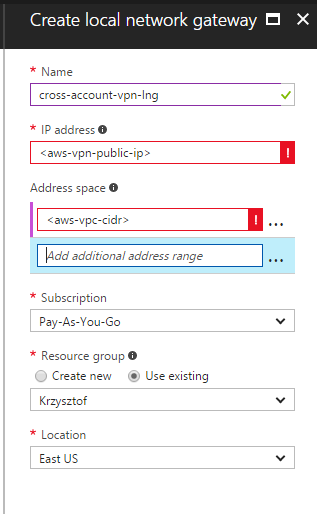 Create local network gateway
* Name
cross-account-vpn-lng
* IP address
<aws-vpn-public-ip>
Address space
<aws-vpc-cidr>
Add additional address range
* Subscription
Pay-As-You-Go
* Resource group
Create new Use existing
Krzysztof
* Location
East US